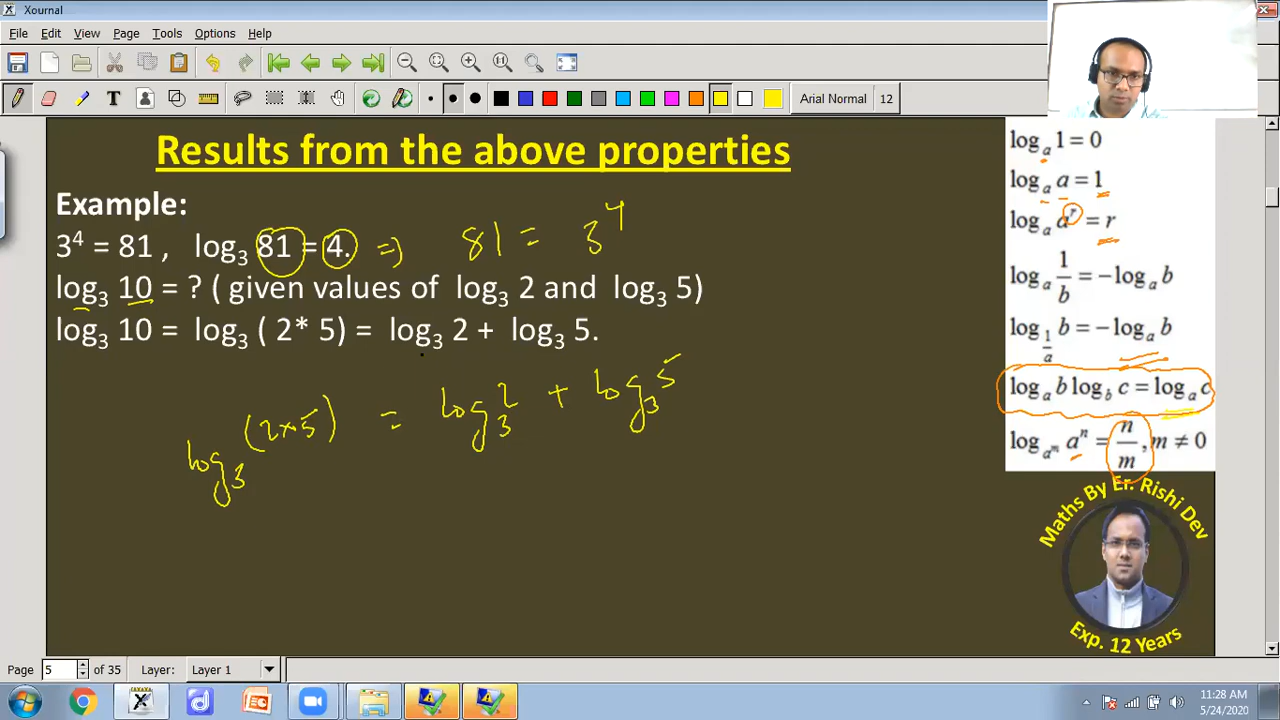 Xournal
File Edit View Page Tools Options Help
Arial Normal 12
Results from the above properties
Example:
3⁴ = 81 , log₃ 81 = 4. ⇒ 81 = 3⁴
log₃ 10 = ? ( given values of log₃ 2 and log₃ 5)
log₃ 10 = log₃ ( 2* 5) = log₃ 2 + log₃ 5.
log₃ (2×5) = log₃ 2 + log₃ 5
logₐ 1 = 0
logₐ a = 1
logₐ aʳ = r
logₐ 1/b = −logₐ b
log_{1/a} b = −logₐ b
logₐ b log_b c = logₐ c
log_{aᵐ} aⁿ = n/m , m ≠ 0
Maths By Er. Rishi Dev
Exp. 12 Years
Page 5 of 35 Layer: Layer 1
11:28 AM
5/24/2020